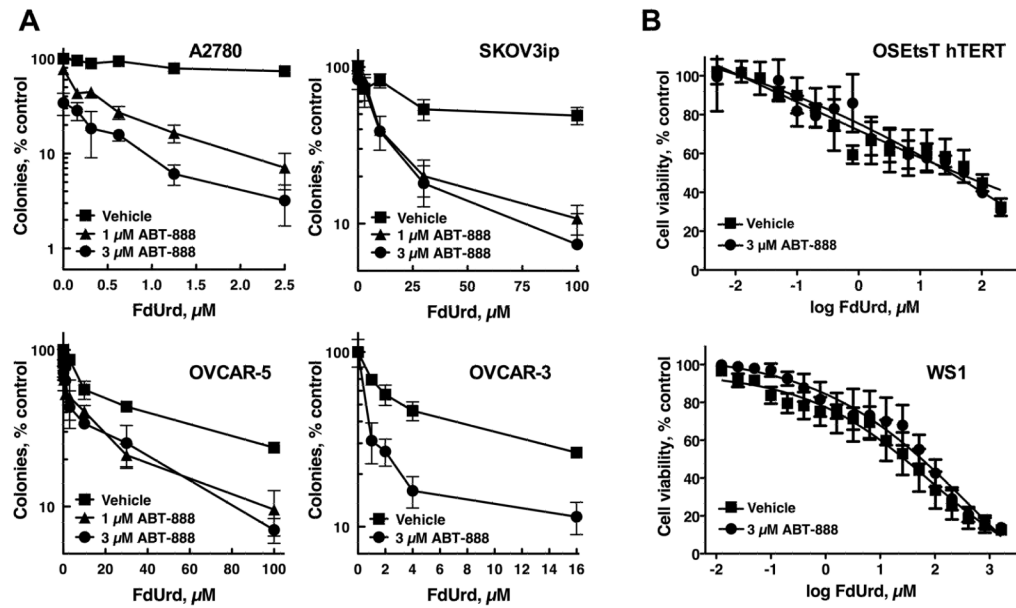 A
B
A2780
Colonies, % control
100
10
1
Vehicle
1 µM ABT-888
3 µM ABT-888
0.0 0.5 1.0 1.5 2.0 2.5
FdUrd, µM
SKOV3ip
Colonies, % control
100
10
Vehicle
1 µM ABT-888
3 µM ABT-888
0 25 50 75 100
FdUrd, µM
OSEtsT hTERT
Cell viability, % control
100
80
60
40
20
0
Vehicle
3 µM ABT-888
-2 -1 0 1 2
log FdUrd, µM
OVCAR-5
Colonies, % control
100
10
Vehicle
1 µM ABT-888
3 µM ABT-888
0 20 40 60 80 100
FdUrd, µM
OVCAR-3
Colonies, % control
100
10
Vehicle
3 µM ABT-888
0 2 4 6 8 10 12 14 16
FdUrd, µM
WS1
Cell viability, % control
100
80
60
40
20
0
Vehicle
3 µM ABT-888
-2 -1 0 1 2 3
log FdUrd, µM